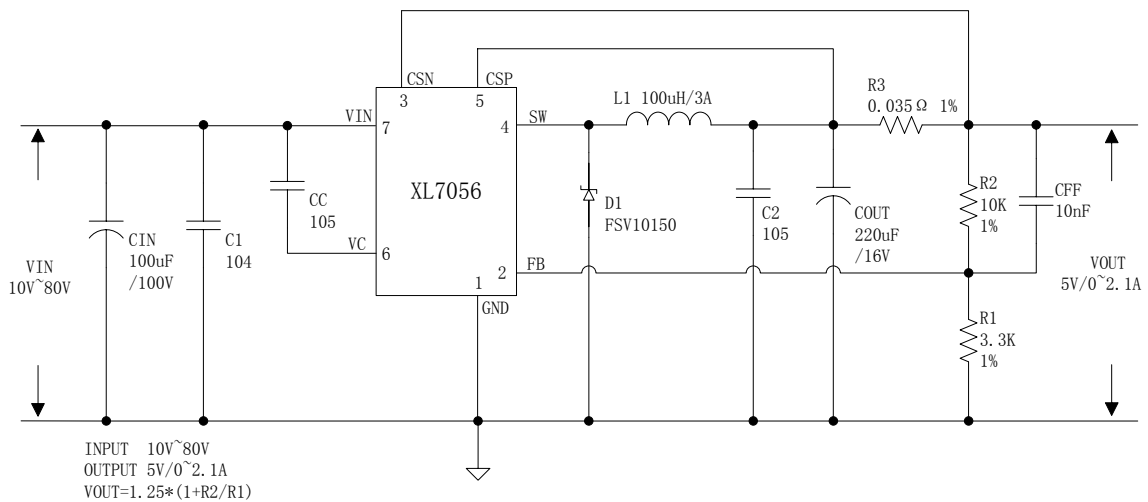 CSN
CSP
3
5
VIN
7
4
SW
XL7056
VC
6
2
FB
1
GND
L1 100uH/3A
R3
0.035Ω 1%
CC
105
CIN
100uF
/100V
C1
104
VIN
10V~80V
D1
FSV10150
C2
105
COUT
220uF
/16V
R2
10K
1%
CFF
10nF
R1
3.3K
1%
VOUT
5V/0~2.1A
INPUT 10V~80V
OUTPUT 5V/0~2.1A
VOUT=1.25*(1+R2/R1)